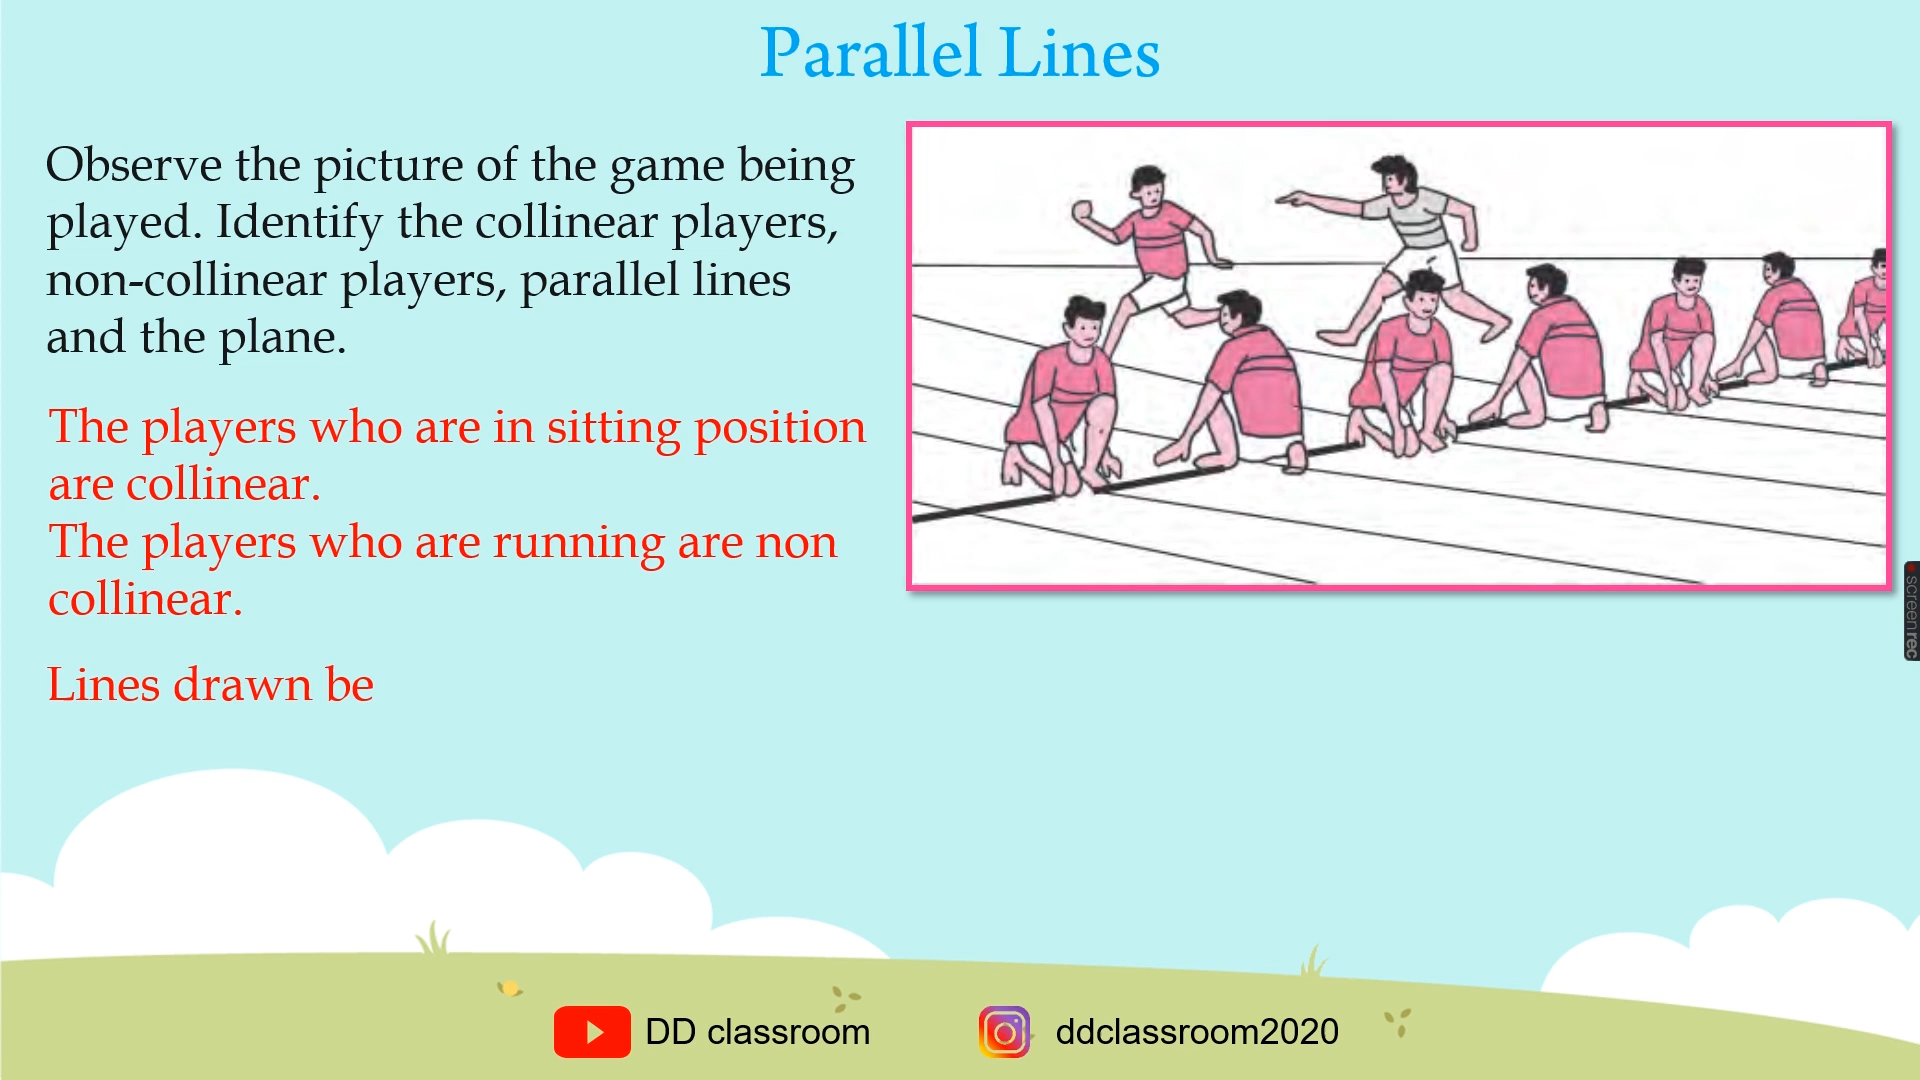 Parallel Lines
Observe the picture of the game being
played. Identify the collinear players,
non-collinear players, parallel lines
and the plane.
The players who are in sitting position
are collinear.
The players who are running are non
collinear.
Lines drawn be
screenrec
DD classroom
ddclassroom2020